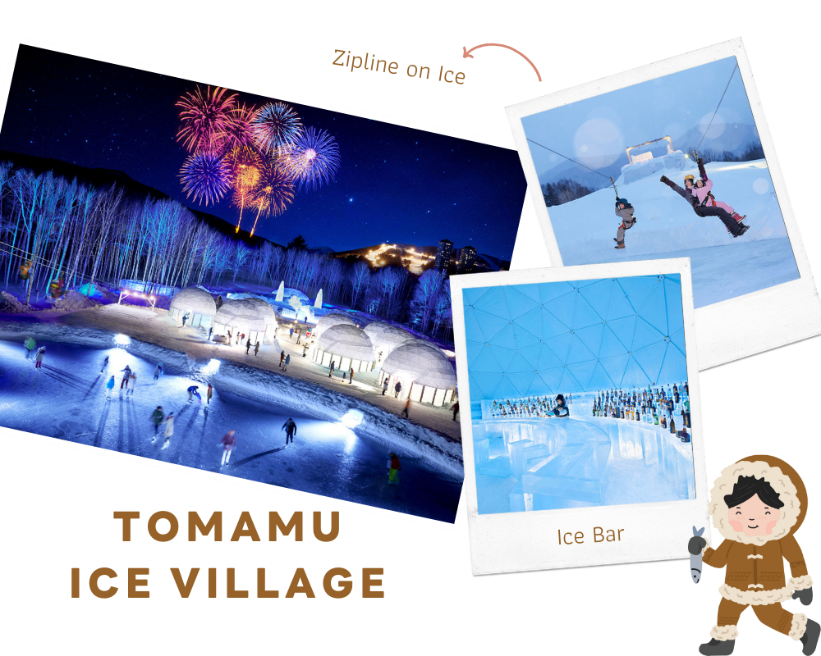 Zipline on Ice
Ice Bar
TOMAMU
ICE VILLAGE